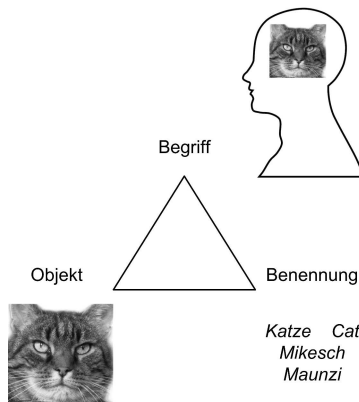 Begriff
Objekt
Benennung
Katze Cat
Mikesch
Maunzi